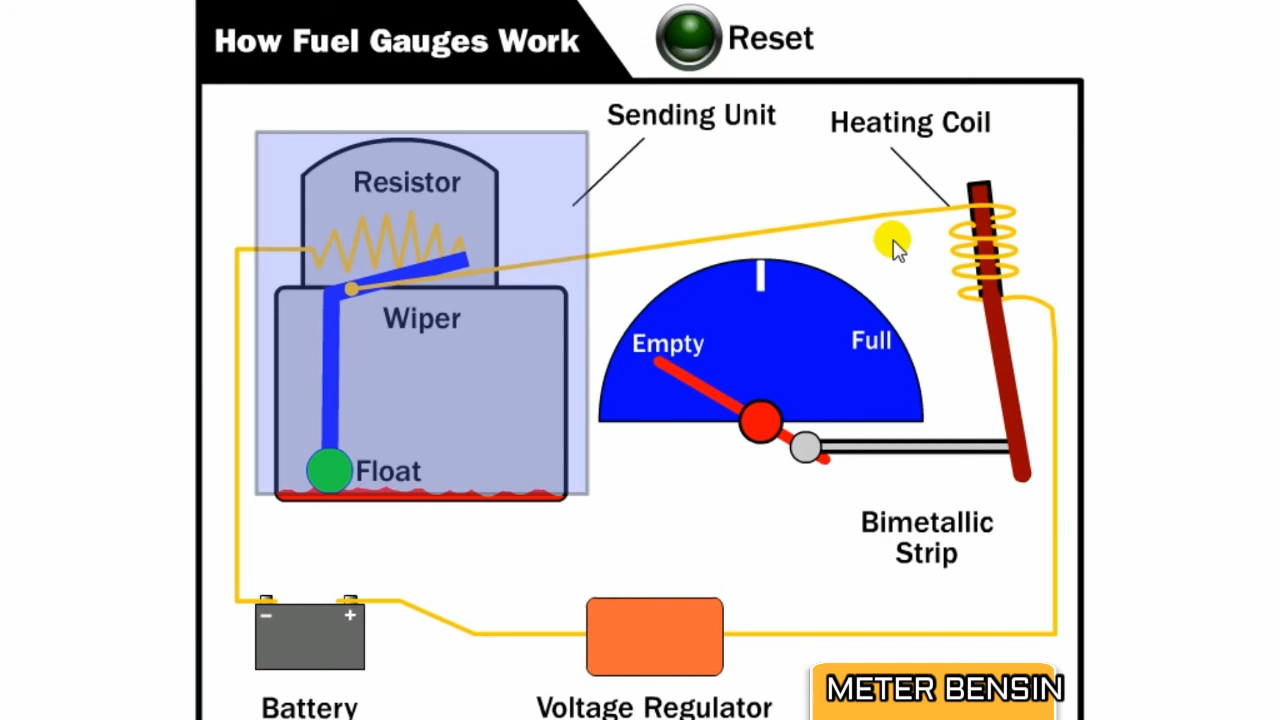 How Fuel Gauges Work
Reset
Sending Unit
Heating Coil
Resistor
Wiper
Empty
Full
Float
Bimetallic
Strip
− +
Battery
Voltage Regulator
METER BENSIN